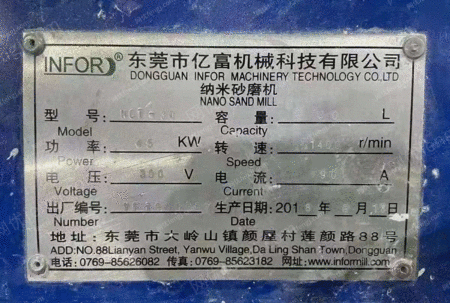 INFOR® 东莞市亿富机械科技有限公司
DONGGUAN INFOR MACHINERY TECHNOLOGY CO.LTD
纳米砂磨机
NANO SAND MILL
型号 容量 L
Model Capacity
功率 KW 转速 r/min
Power Speed
电压 V 电流 A
Voltage Current
出厂编号 生产日期 201 年 月
Number Date
地址:东莞市大岭山镇颜屋村莲颜路88号
ADD:NO.88Lianyan Street, Yanwu Village,Da Ling Shan Town,Dongguan
电话:0769-85626082 传真:0769-85623182 www.informill.com